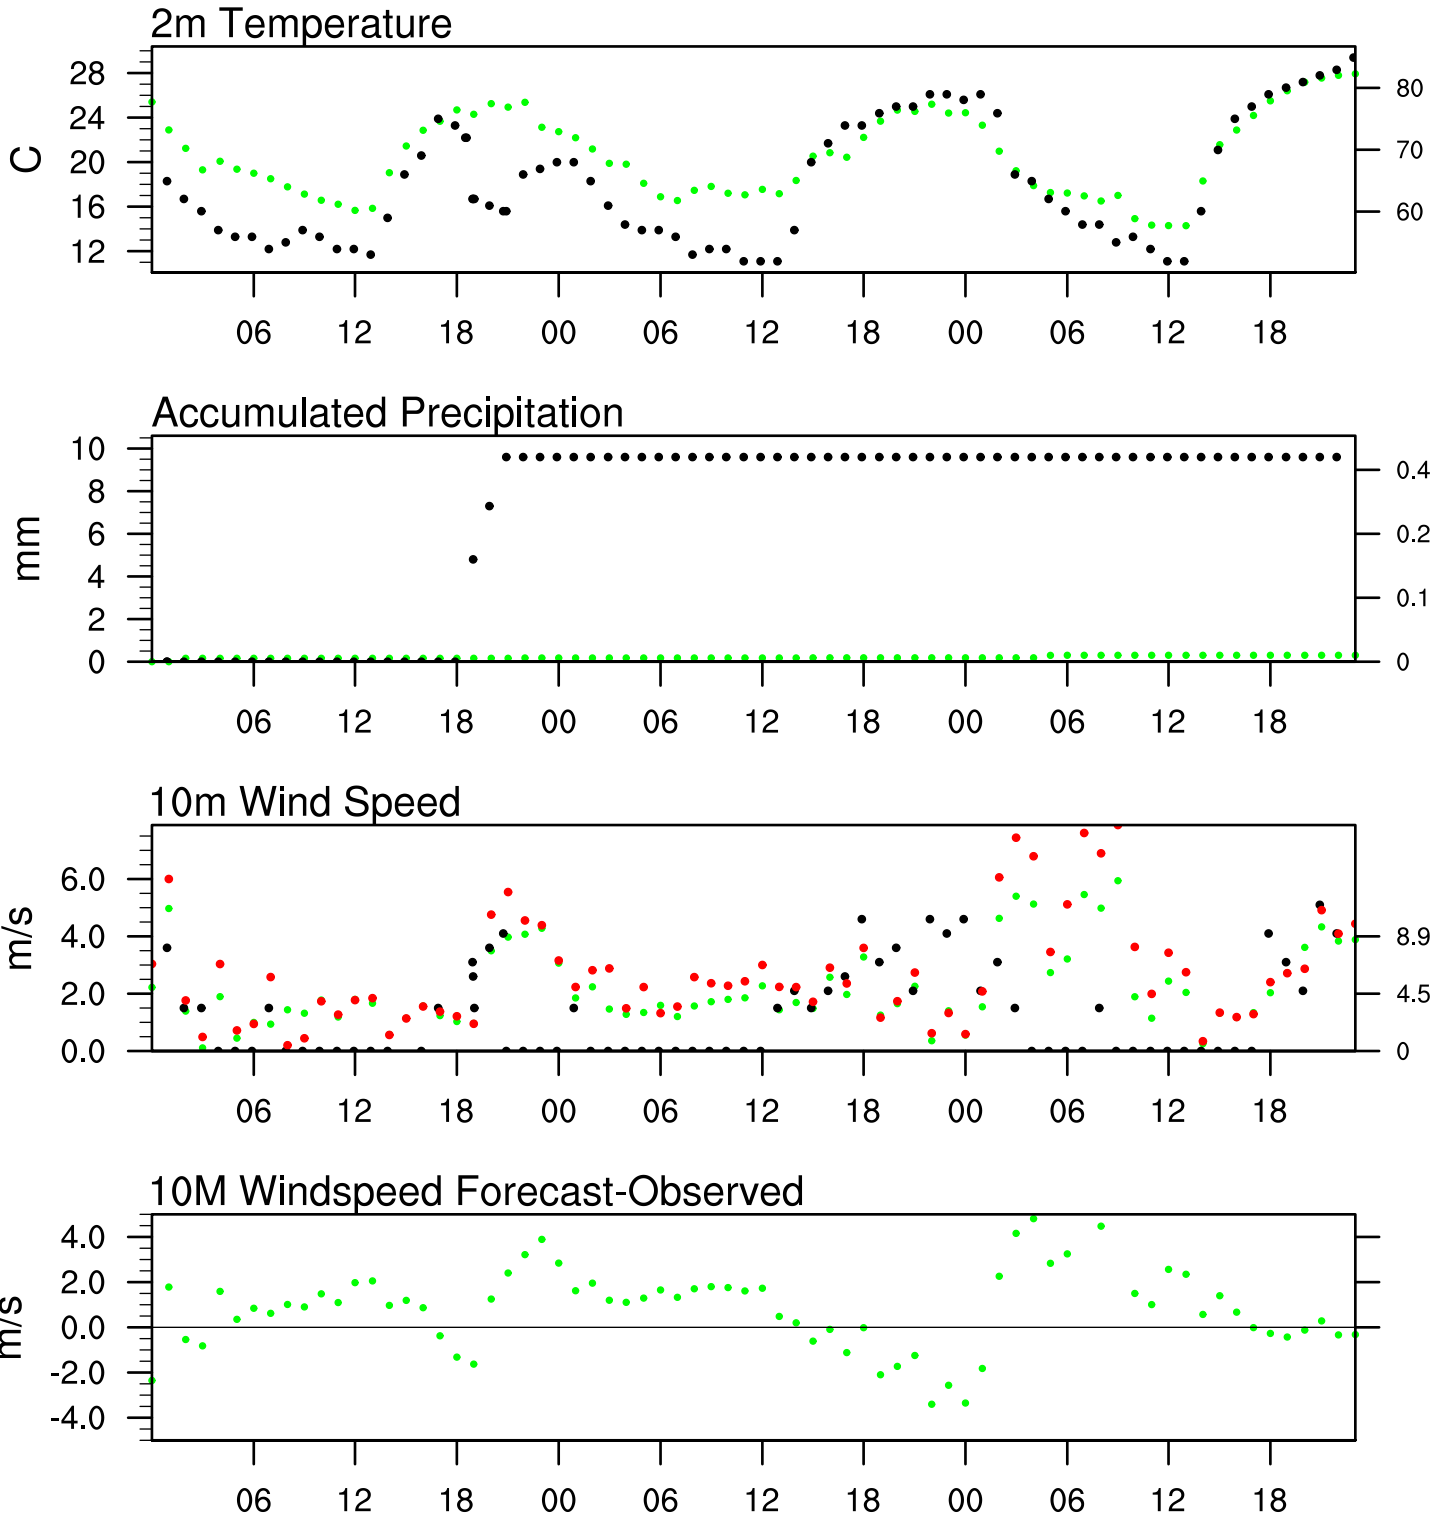 2m Temperature
28
24
20
16
12
C
80
70
60
06 12 18 00 06 12 18 00 06 12 18
Accumulated Precipitation
10
8
6
4
2
0
mm
0.4
0.2
0.1
0
06 12 18 00 06 12 18 00 06 12 18
10m Wind Speed
6.0
4.0
2.0
0.0
m/s
8.9
4.5
0
06 12 18 00 06 12 18 00 06 12 18
10M Windspeed Forecast-Observed
4.0
2.0
0.0
-2.0
-4.0
m/s
06 12 18 00 06 12 18 00 06 12 18